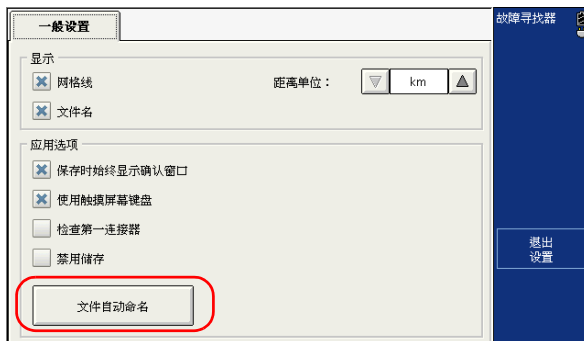 一般设置
故障寻找器
显示
网格线
距离单位：
km
文件名
应用选项
保存时始终显示确认窗口
使用触摸屏幕键盘
检查第一连接器
禁用储存
退出
设置
文件自动命名